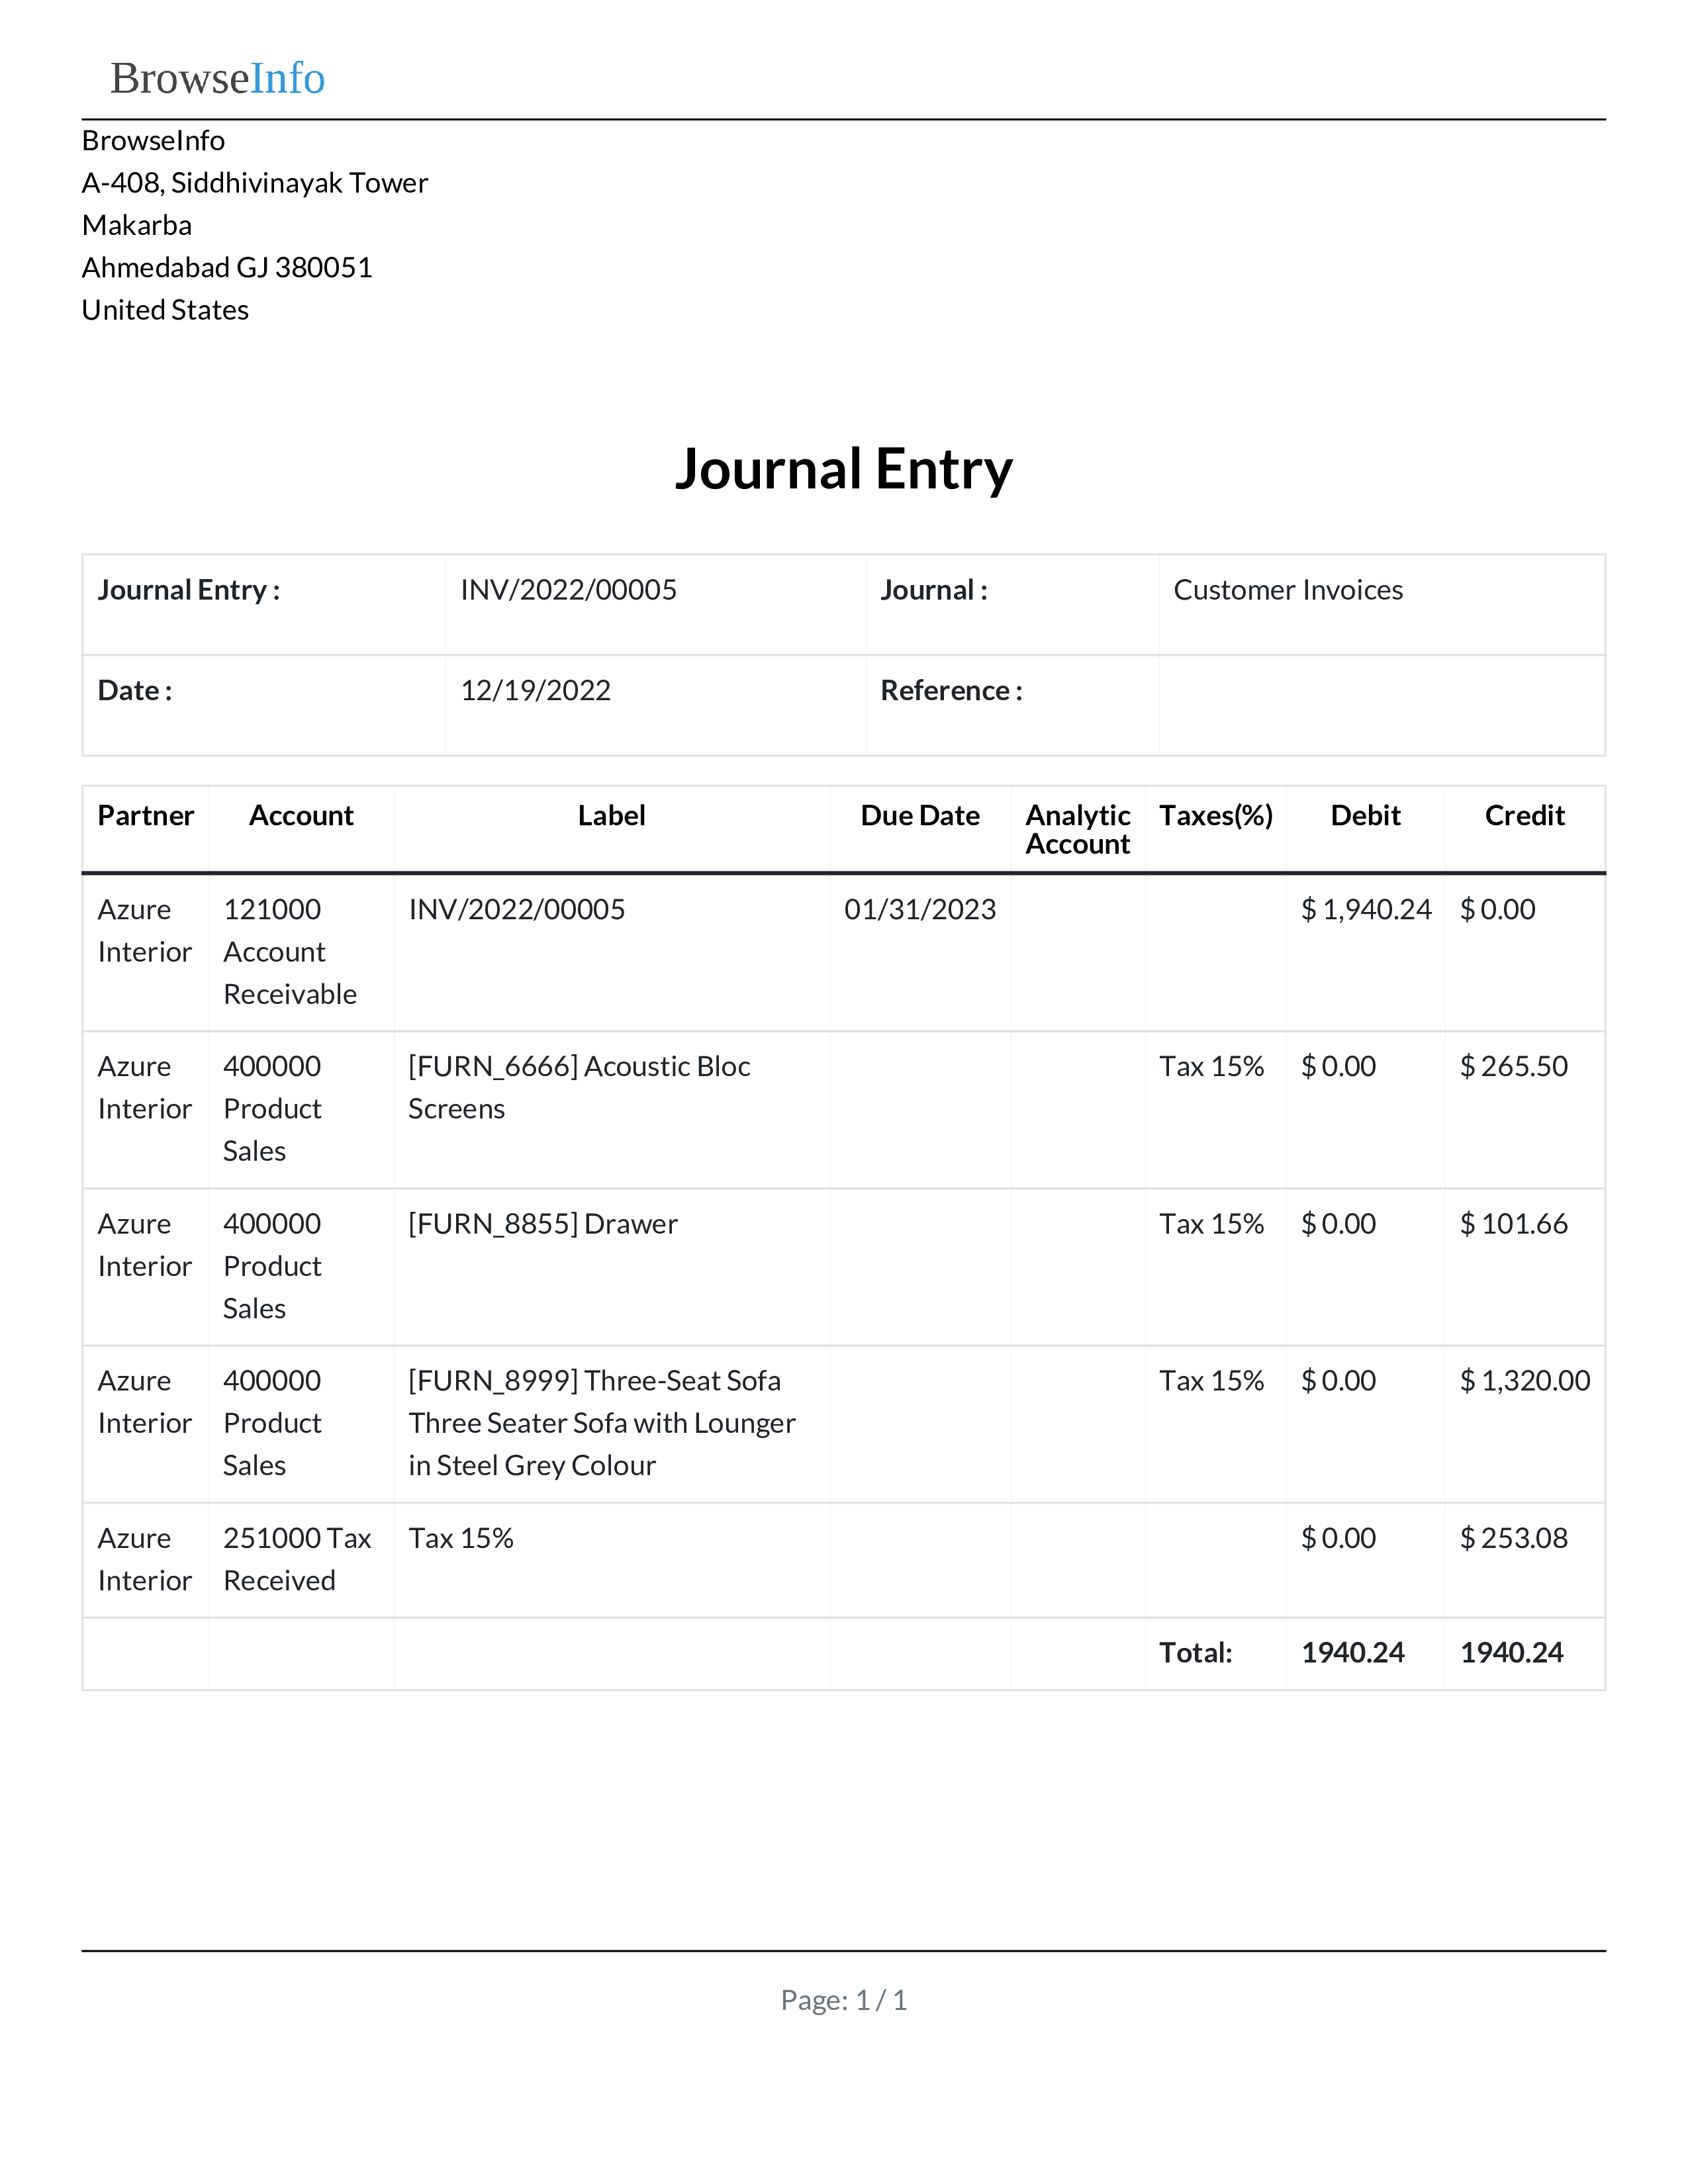 BrowseInfo
BrowseInfo
A-408, Siddhivinayak Tower
Makarba
Ahmedabad GJ 380051
United States
Journal Entry
Journal Entry : INV/2022/00005 Journal : Customer Invoices
Date : 12/19/2022 Reference :
Partner Account Label Due Date Analytic Taxes(%) Debit Credit
Account
Azure 121000 INV/2022/00005 01/31/2023 $ 1,940.24 $ 0.00
Interior Account
Receivable
Azure 400000 [FURN_6666] Acoustic Bloc Tax 15% $ 0.00 $ 265.50
Interior Product Screens
Sales
Azure 400000 [FURN_8855] Drawer Tax 15% $ 0.00 $ 101.66
Interior Product
Sales
Azure 400000 [FURN_8999] Three-Seat Sofa Tax 15% $ 0.00 $ 1,320.00
Interior Product Three Seater Sofa with Lounger
Sales in Steel Grey Colour
Azure 251000 Tax Tax 15% $ 0.00 $ 253.08
Interior Received
Total: 1940.24 1940.24
Page: 1 / 1